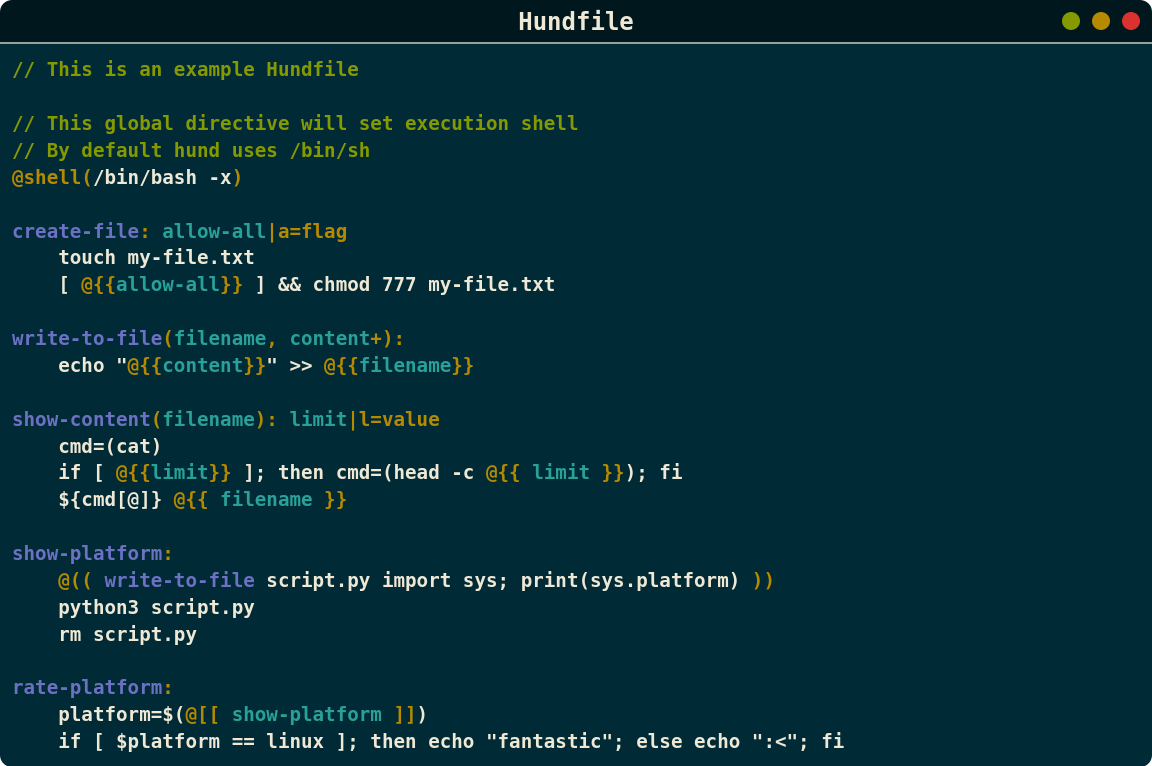 Hundfile
// This is an example Hundfile
// This global directive will set execution shell
// By default hund uses /bin/sh
@shell(/bin/bash -x)
create-file: allow-all|a=flag
    touch my-file.txt
    [ @{{allow-all}} ] && chmod 777 my-file.txt
write-to-file(filename, content+):
    echo "@{{content}}" >> @{{filename}}
show-content(filename): limit|l=value
    cmd=(cat)
    if [ @{{limit}} ]; then cmd=(head -c @{{ limit }}); fi
    ${cmd[@]} @{{ filename }}
show-platform:
    @(( write-to-file script.py import sys; print(sys.platform) ))
    python3 script.py
    rm script.py
rate-platform:
    platform=$(@[[ show-platform ]])
    if [ $platform == linux ]; then echo "fantastic"; else echo ":<"; fi